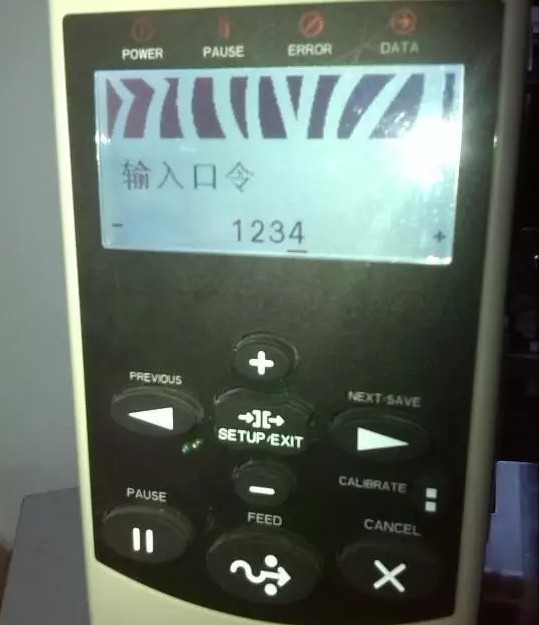 POWER PAUSE ERROR DATA
输入口令
- 1234 +
+
PREVIOUS
NEXT·SAVE
SETUP/EXIT
-
CALIBRATE
PAUSE
FEED
CANCEL